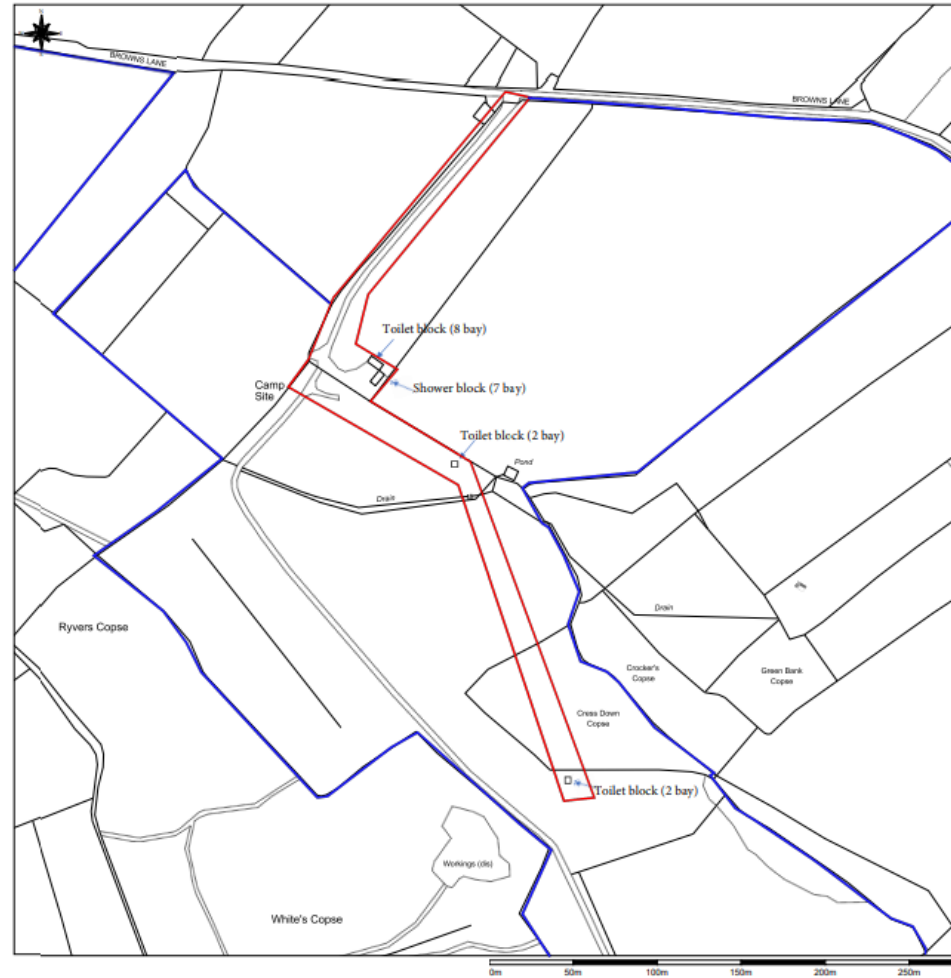 N
BROWNS LANE
BROWNS LANE
Toilet block (8 bay)
Camp
Site
Shower block (7 bay)
Toilet block (2 bay)
Pond
Drain
Drain
Ryvers Copse
Crocker's
Copse
Green Bank
Copse
Cress Down
Copse
Toilet block (2 bay)
Workings (dis)
White's Copse
0m 50m 100m 150m 200m 250m